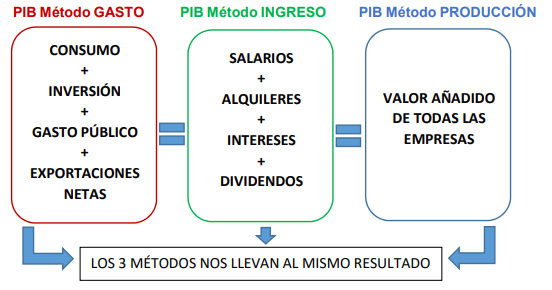 PIB Método GASTO
CONSUMO
+
INVERSIÓN
+
GASTO PÚBLICO
+
EXPORTACIONES
NETAS
PIB Método INGRESO
SALARIOS
+
ALQUILERES
+
INTERESES
+
DIVIDENDOS
PIB Método PRODUCCIÓN
VALOR AÑADIDO
DE TODAS LAS
EMPRESAS
LOS 3 MÉTODOS NOS LLEVAN AL MISMO RESULTADO